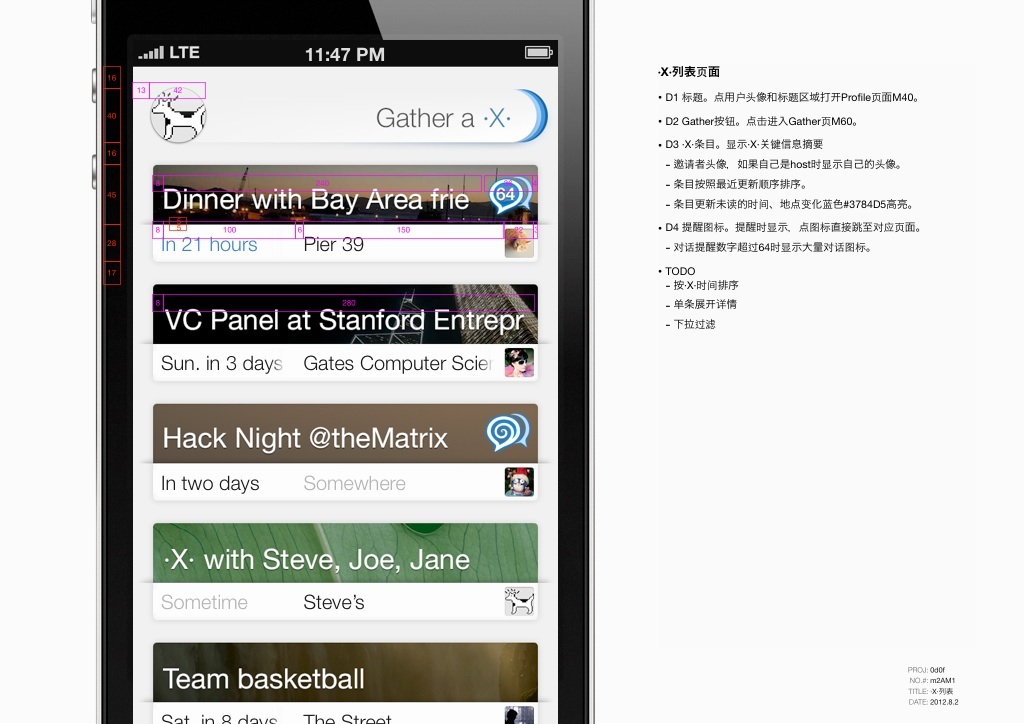 LTE
11:47 PM
13
42
16
40
16
45
28
17
Gather a ·X·
8
Dinner with Bay Area frie
64
8
5
100
6
150
In 21 hours
Pier 39
8
280
VC Panel at Stanford Entrepr
Sun. in 3 days
Gates Computer Scien
Hack Night @theMatrix
In two days
Somewhere
·X· with Steve, Joe, Jane
Sometime
Steve's
Team basketball
Sat. in 8 days
The Street
·X·列表页面
• D1 标题。点用户头像和标题区域打开Profile页面M40。
• D2 Gather按钮。点击进入Gather页M60。
• D3 ·X·条目。显示·X·关键信息摘要
– 邀请者头像，如果自己是host时显示自己的头像。
– 条目按照最近更新顺序排序。
– 条目更新未读的时间、地点变化蓝色#3784D5高亮。
• D4 提醒图标。提醒时显示，点图标直接跳至对应页面。
– 对话提醒数字超过64时显示大量对话图标。
• TODO
– 按·X·时间排序
– 单条展开详情
– 下拉过滤
PROJ: 0d0f
NO.#: m2AM1
TITLE: ·X·列表
DATE: 2012.8.2